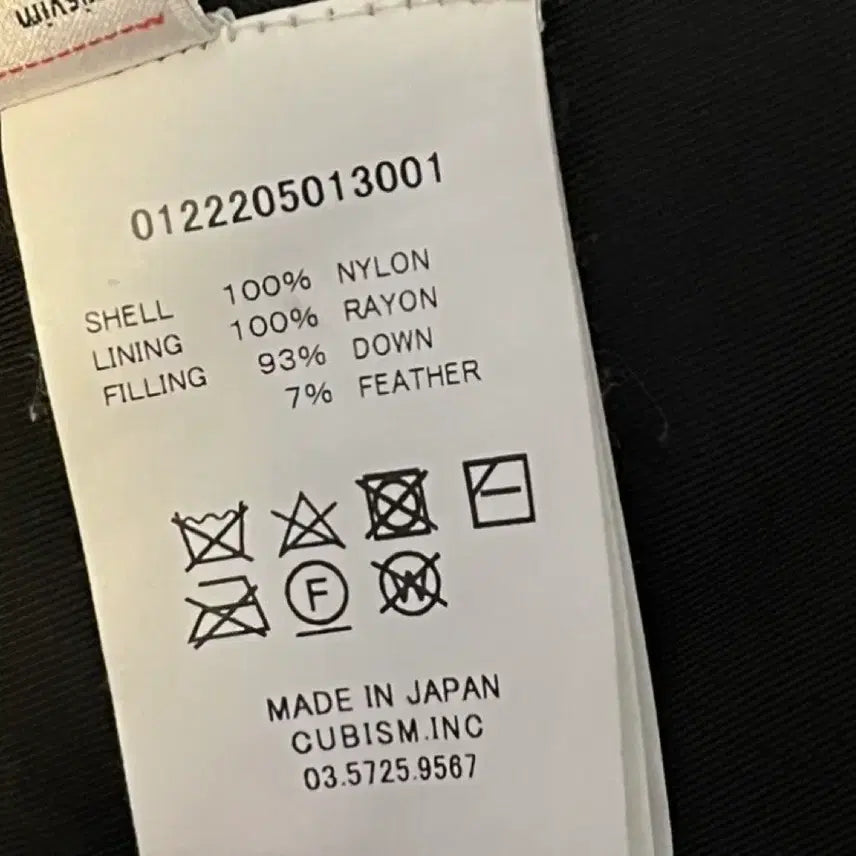 0122205013001
SHELL 100% NYLON
LINING 100% RAYON
FILLING 93% DOWN
7% FEATHER
F
W
MADE IN JAPAN
CUBISM.INC
03.5725.9567